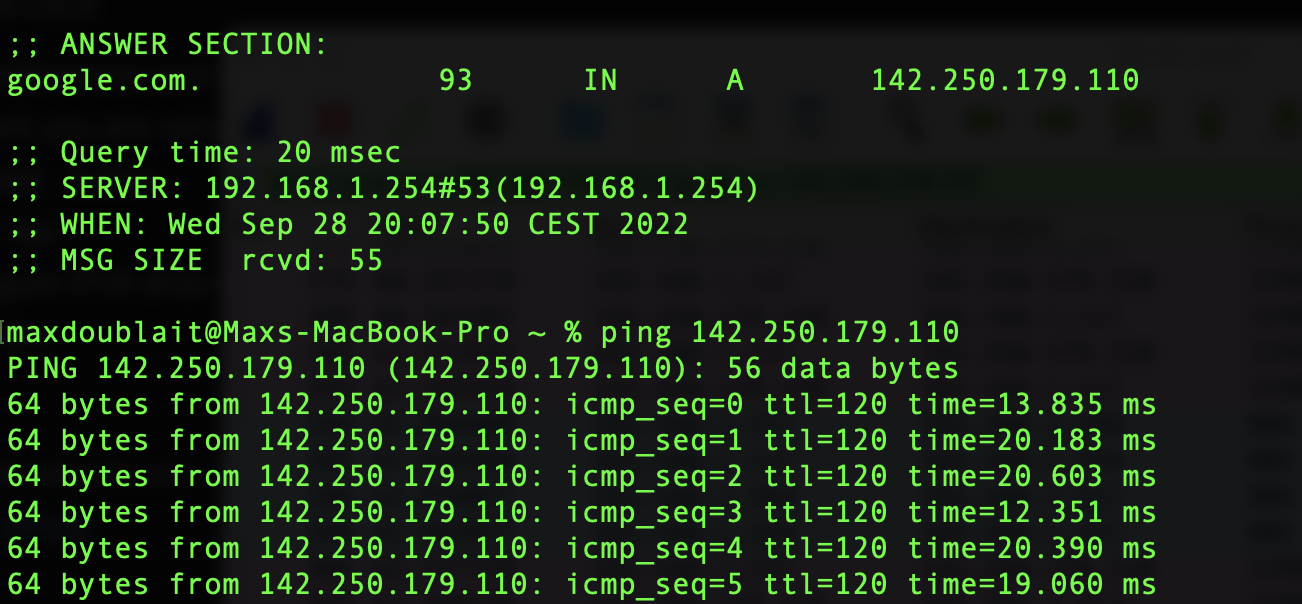 ;; ANSWER SECTION:
google.com. 93 IN A 142.250.179.110
;; Query time: 20 msec
;; SERVER: 192.168.1.254#53(192.168.1.254)
;; WHEN: Wed Sep 28 20:07:50 CEST 2022
;; MSG SIZE  rcvd: 55
[maxdoublait@Maxs-MacBook-Pro ~ % ping 142.250.179.110
PING 142.250.179.110 (142.250.179.110): 56 data bytes
64 bytes from 142.250.179.110: icmp_seq=0 ttl=120 time=13.835 ms
64 bytes from 142.250.179.110: icmp_seq=1 ttl=120 time=20.183 ms
64 bytes from 142.250.179.110: icmp_seq=2 ttl=120 time=20.603 ms
64 bytes from 142.250.179.110: icmp_seq=3 ttl=120 time=12.351 ms
64 bytes from 142.250.179.110: icmp_seq=4 ttl=120 time=20.390 ms
64 bytes from 142.250.179.110: icmp_seq=5 ttl=120 time=19.060 ms